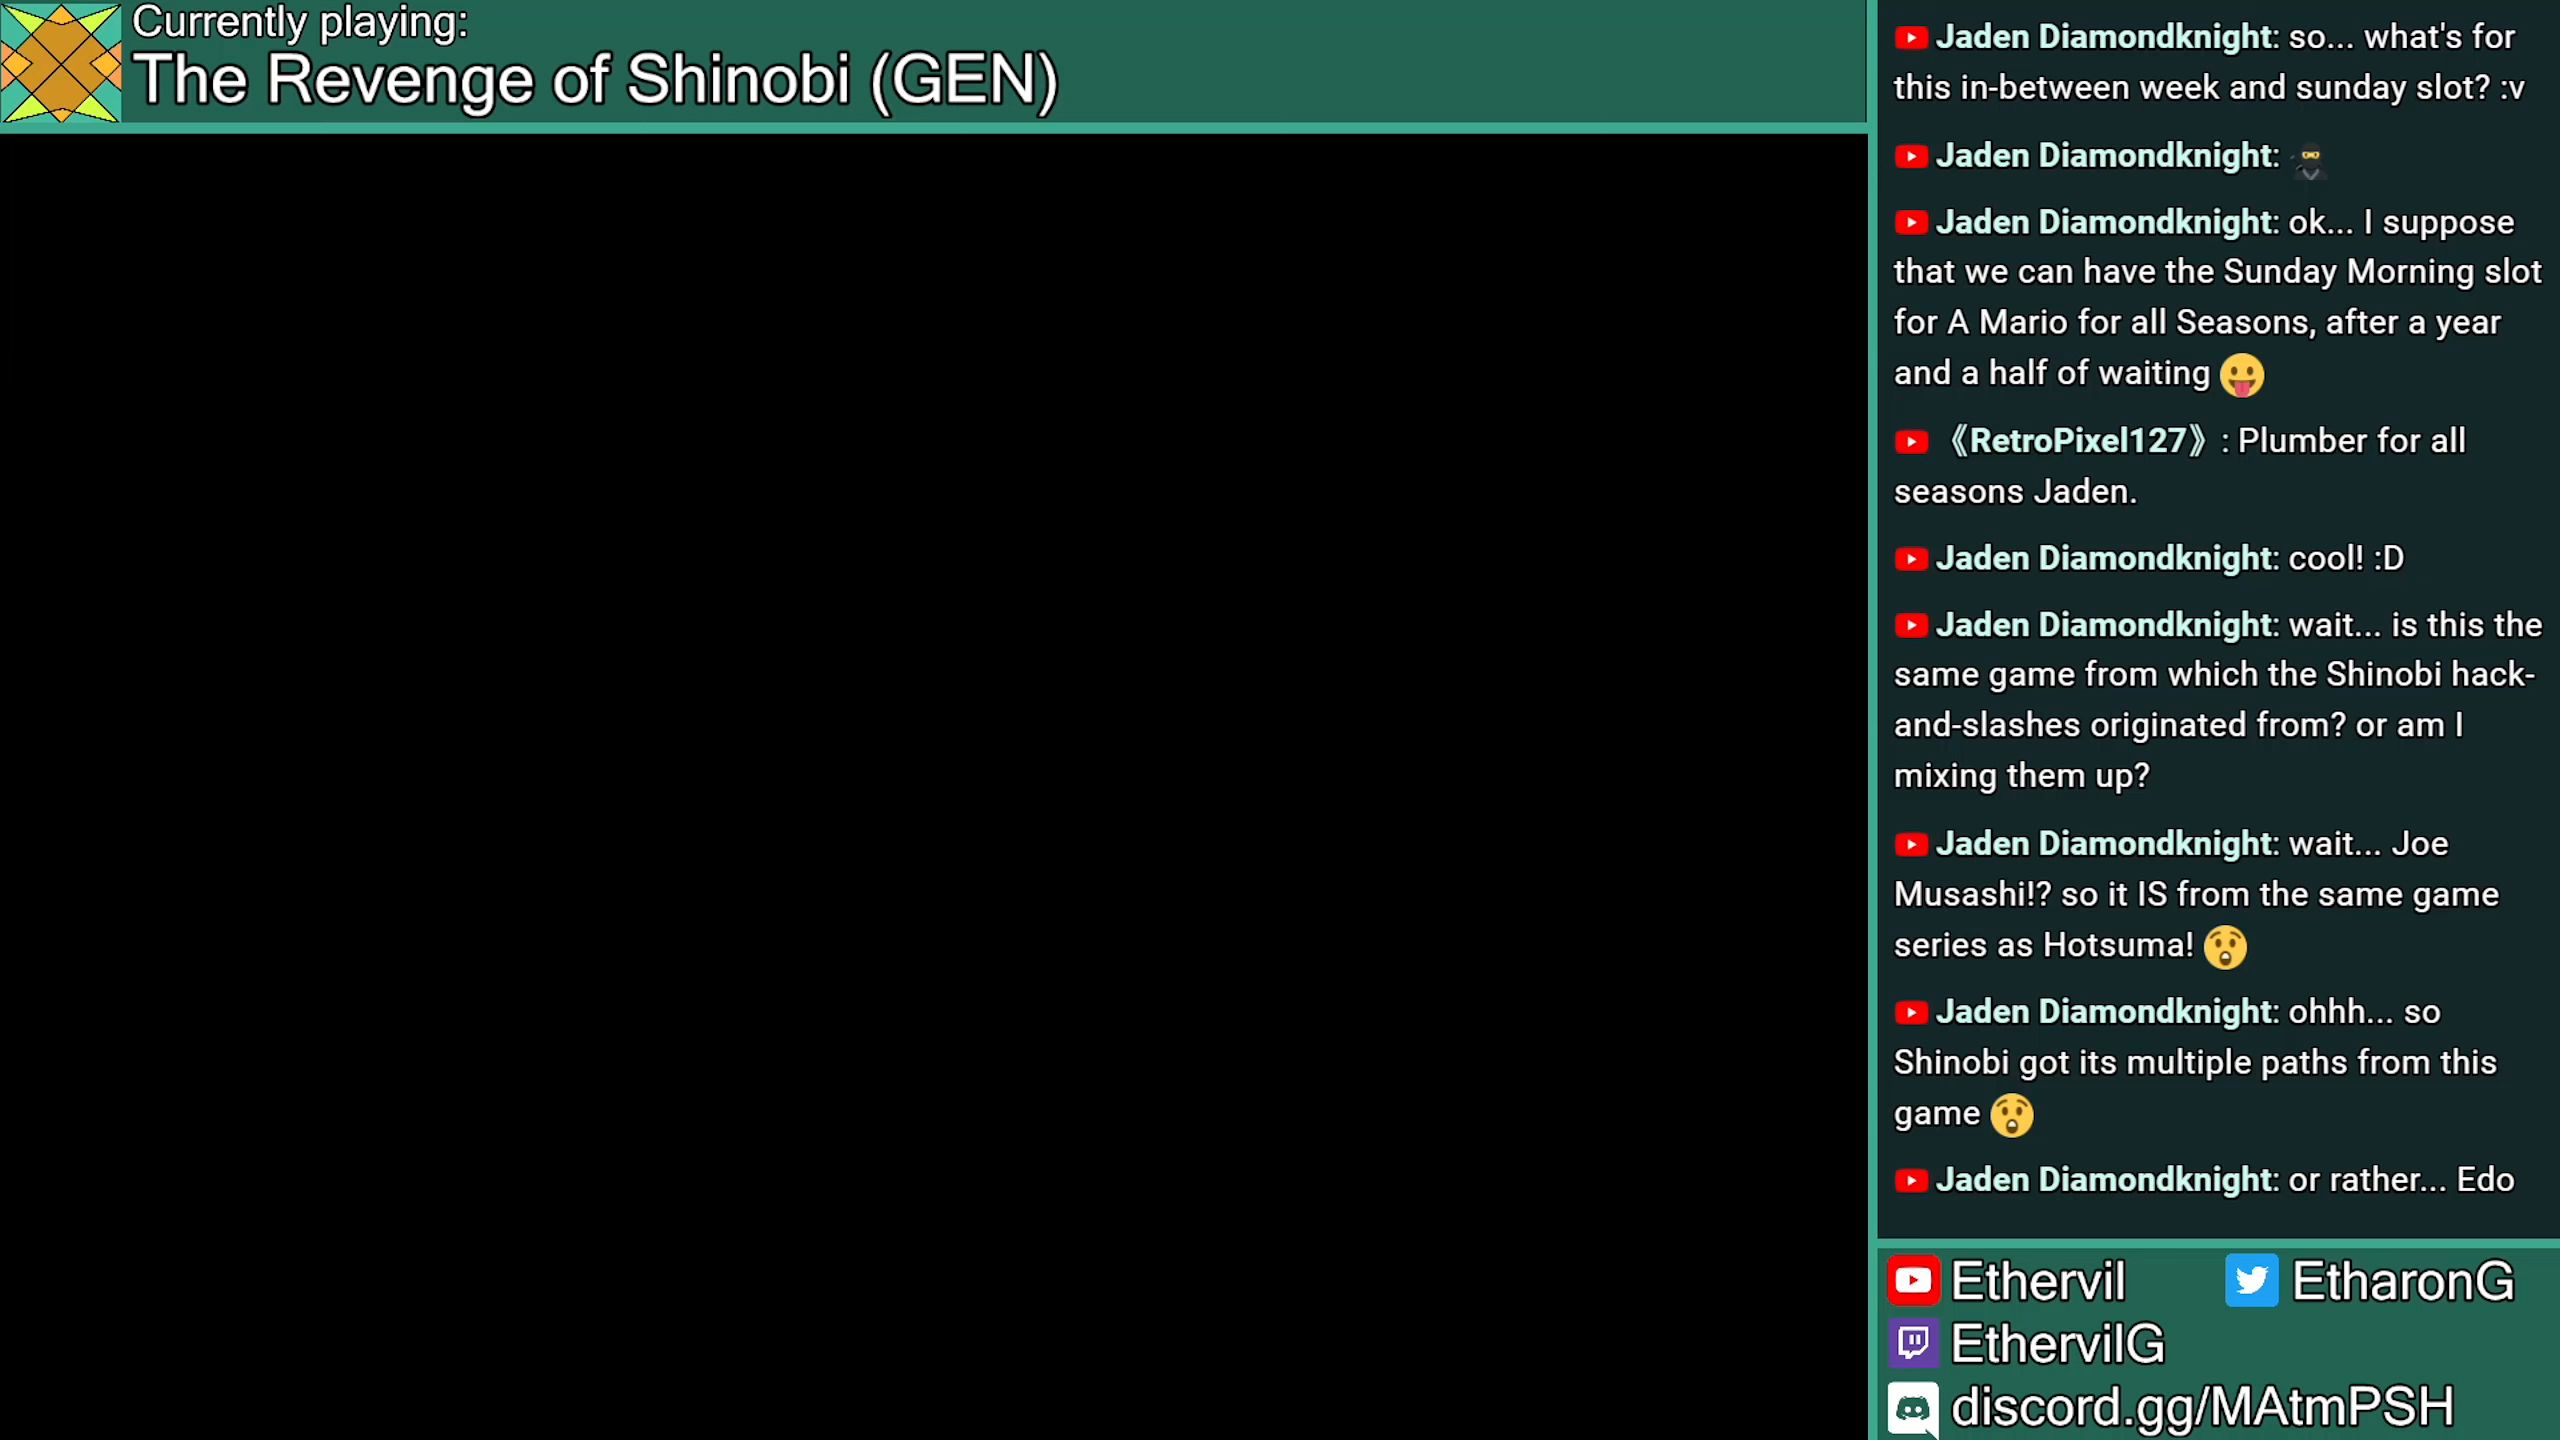 Currently playing:
The Revenge of Shinobi (GEN)
Jaden Diamondknight: so... what's for
this in-between week and sunday slot? :v
Jaden Diamondknight:
Jaden Diamondknight: ok... I suppose
that we can have the Sunday Morning slot
for A Mario for all Seasons, after a year
and a half of waiting
《RetroPixel127》: Plumber for all
seasons Jaden.
Jaden Diamondknight: cool! :D
Jaden Diamondknight: wait... is this the
same game from which the Shinobi hack-
and-slashes originated from? or am I
mixing them up?
Jaden Diamondknight: wait... Joe
Musashi!? so it IS from the same game
series as Hotsuma!
Jaden Diamondknight: ohhh... so
Shinobi got its multiple paths from this
game
Jaden Diamondknight: or rather... Edo
Ethervil
EtharonG
EthervilG
discord.gg/MAtmPSH